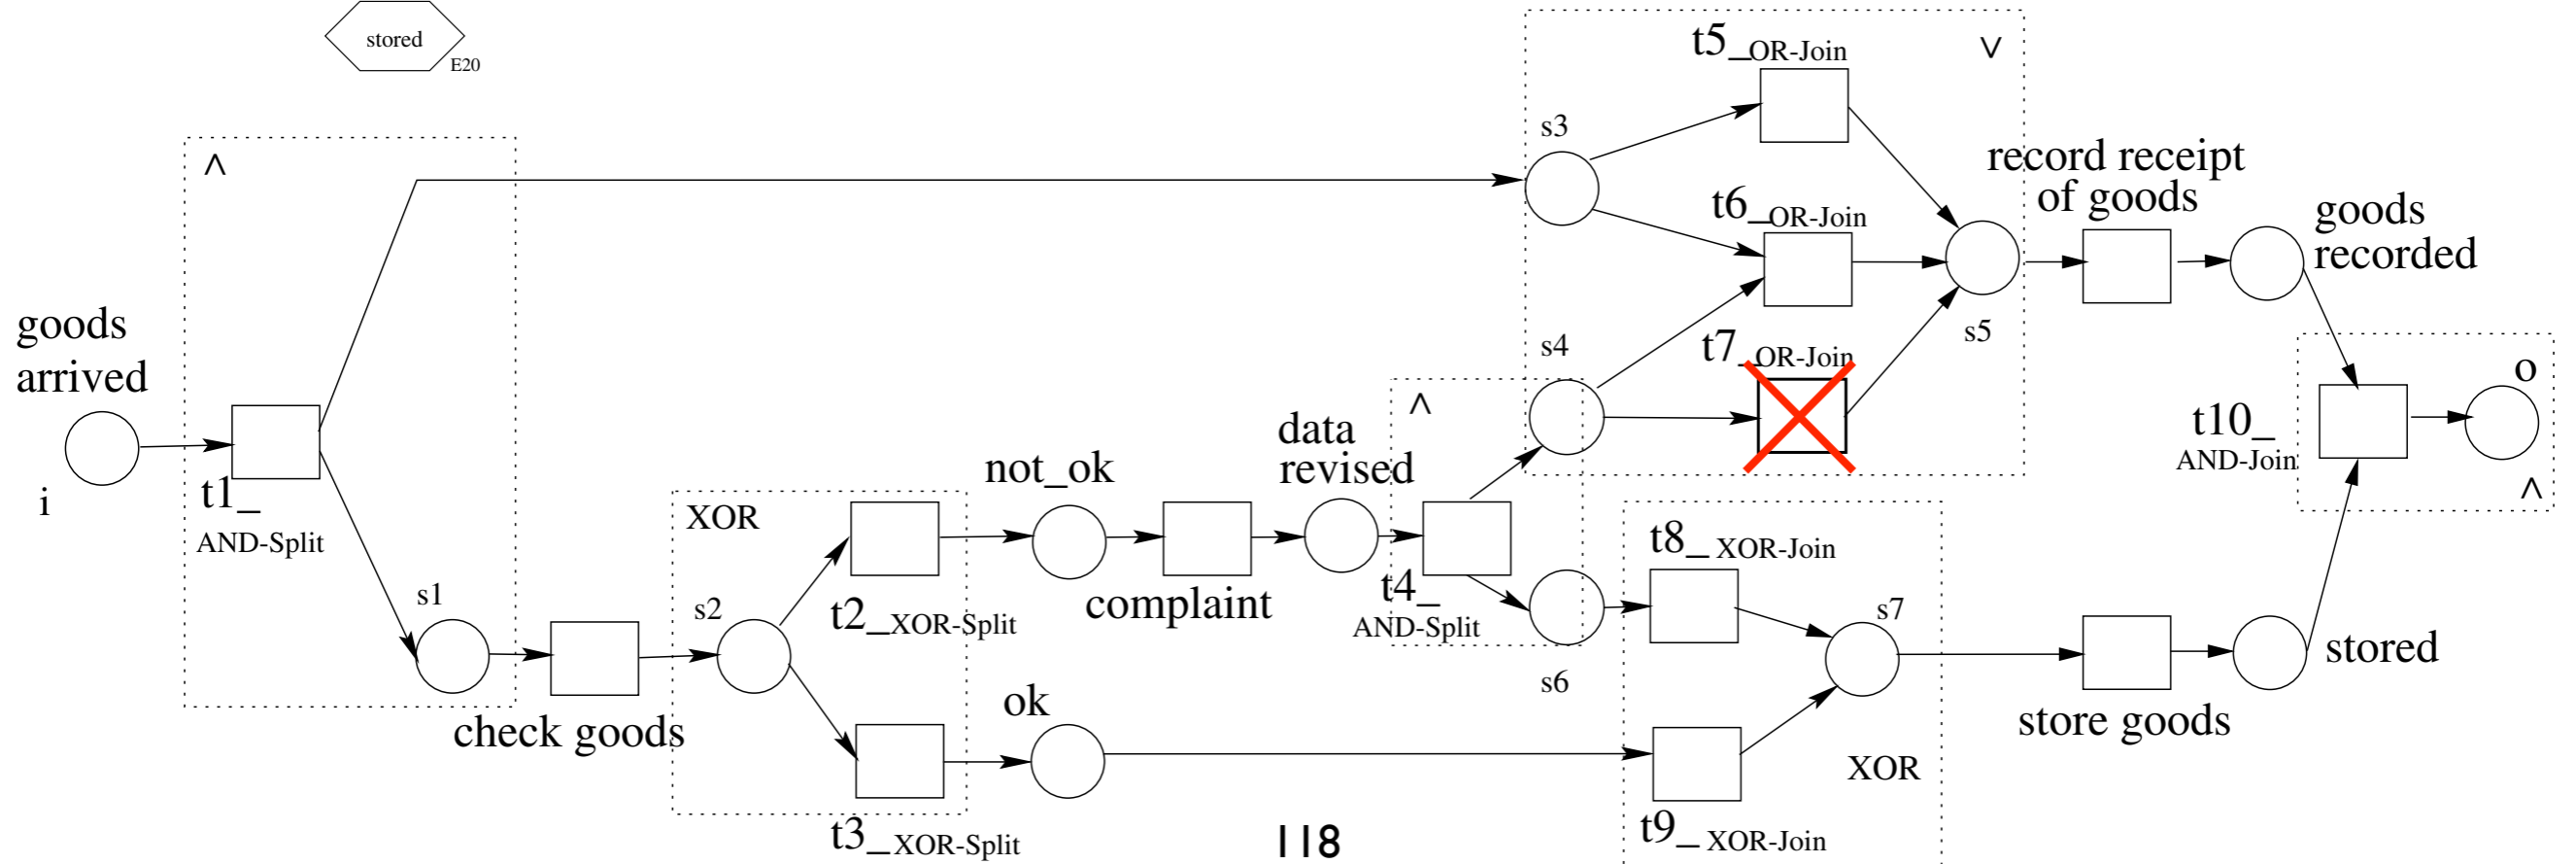 stored
E20
t5_OR-Join
V
s3
^
record receipt
of goods
t6_OR-Join
goods
recorded
goods
arrived
s4
t7_OR-Join
s5
o
^
data
revised
t10_
AND-Join
not_ok
i
t1_
AND-Split
XOR
^
t8_ XOR-Join
s1
s2
t2_XOR-Split
complaint
t4_
AND-Split
s7
stored
s6
check goods
ok
store goods
XOR
t3_XOR-Split
118
t9_ XOR-Join